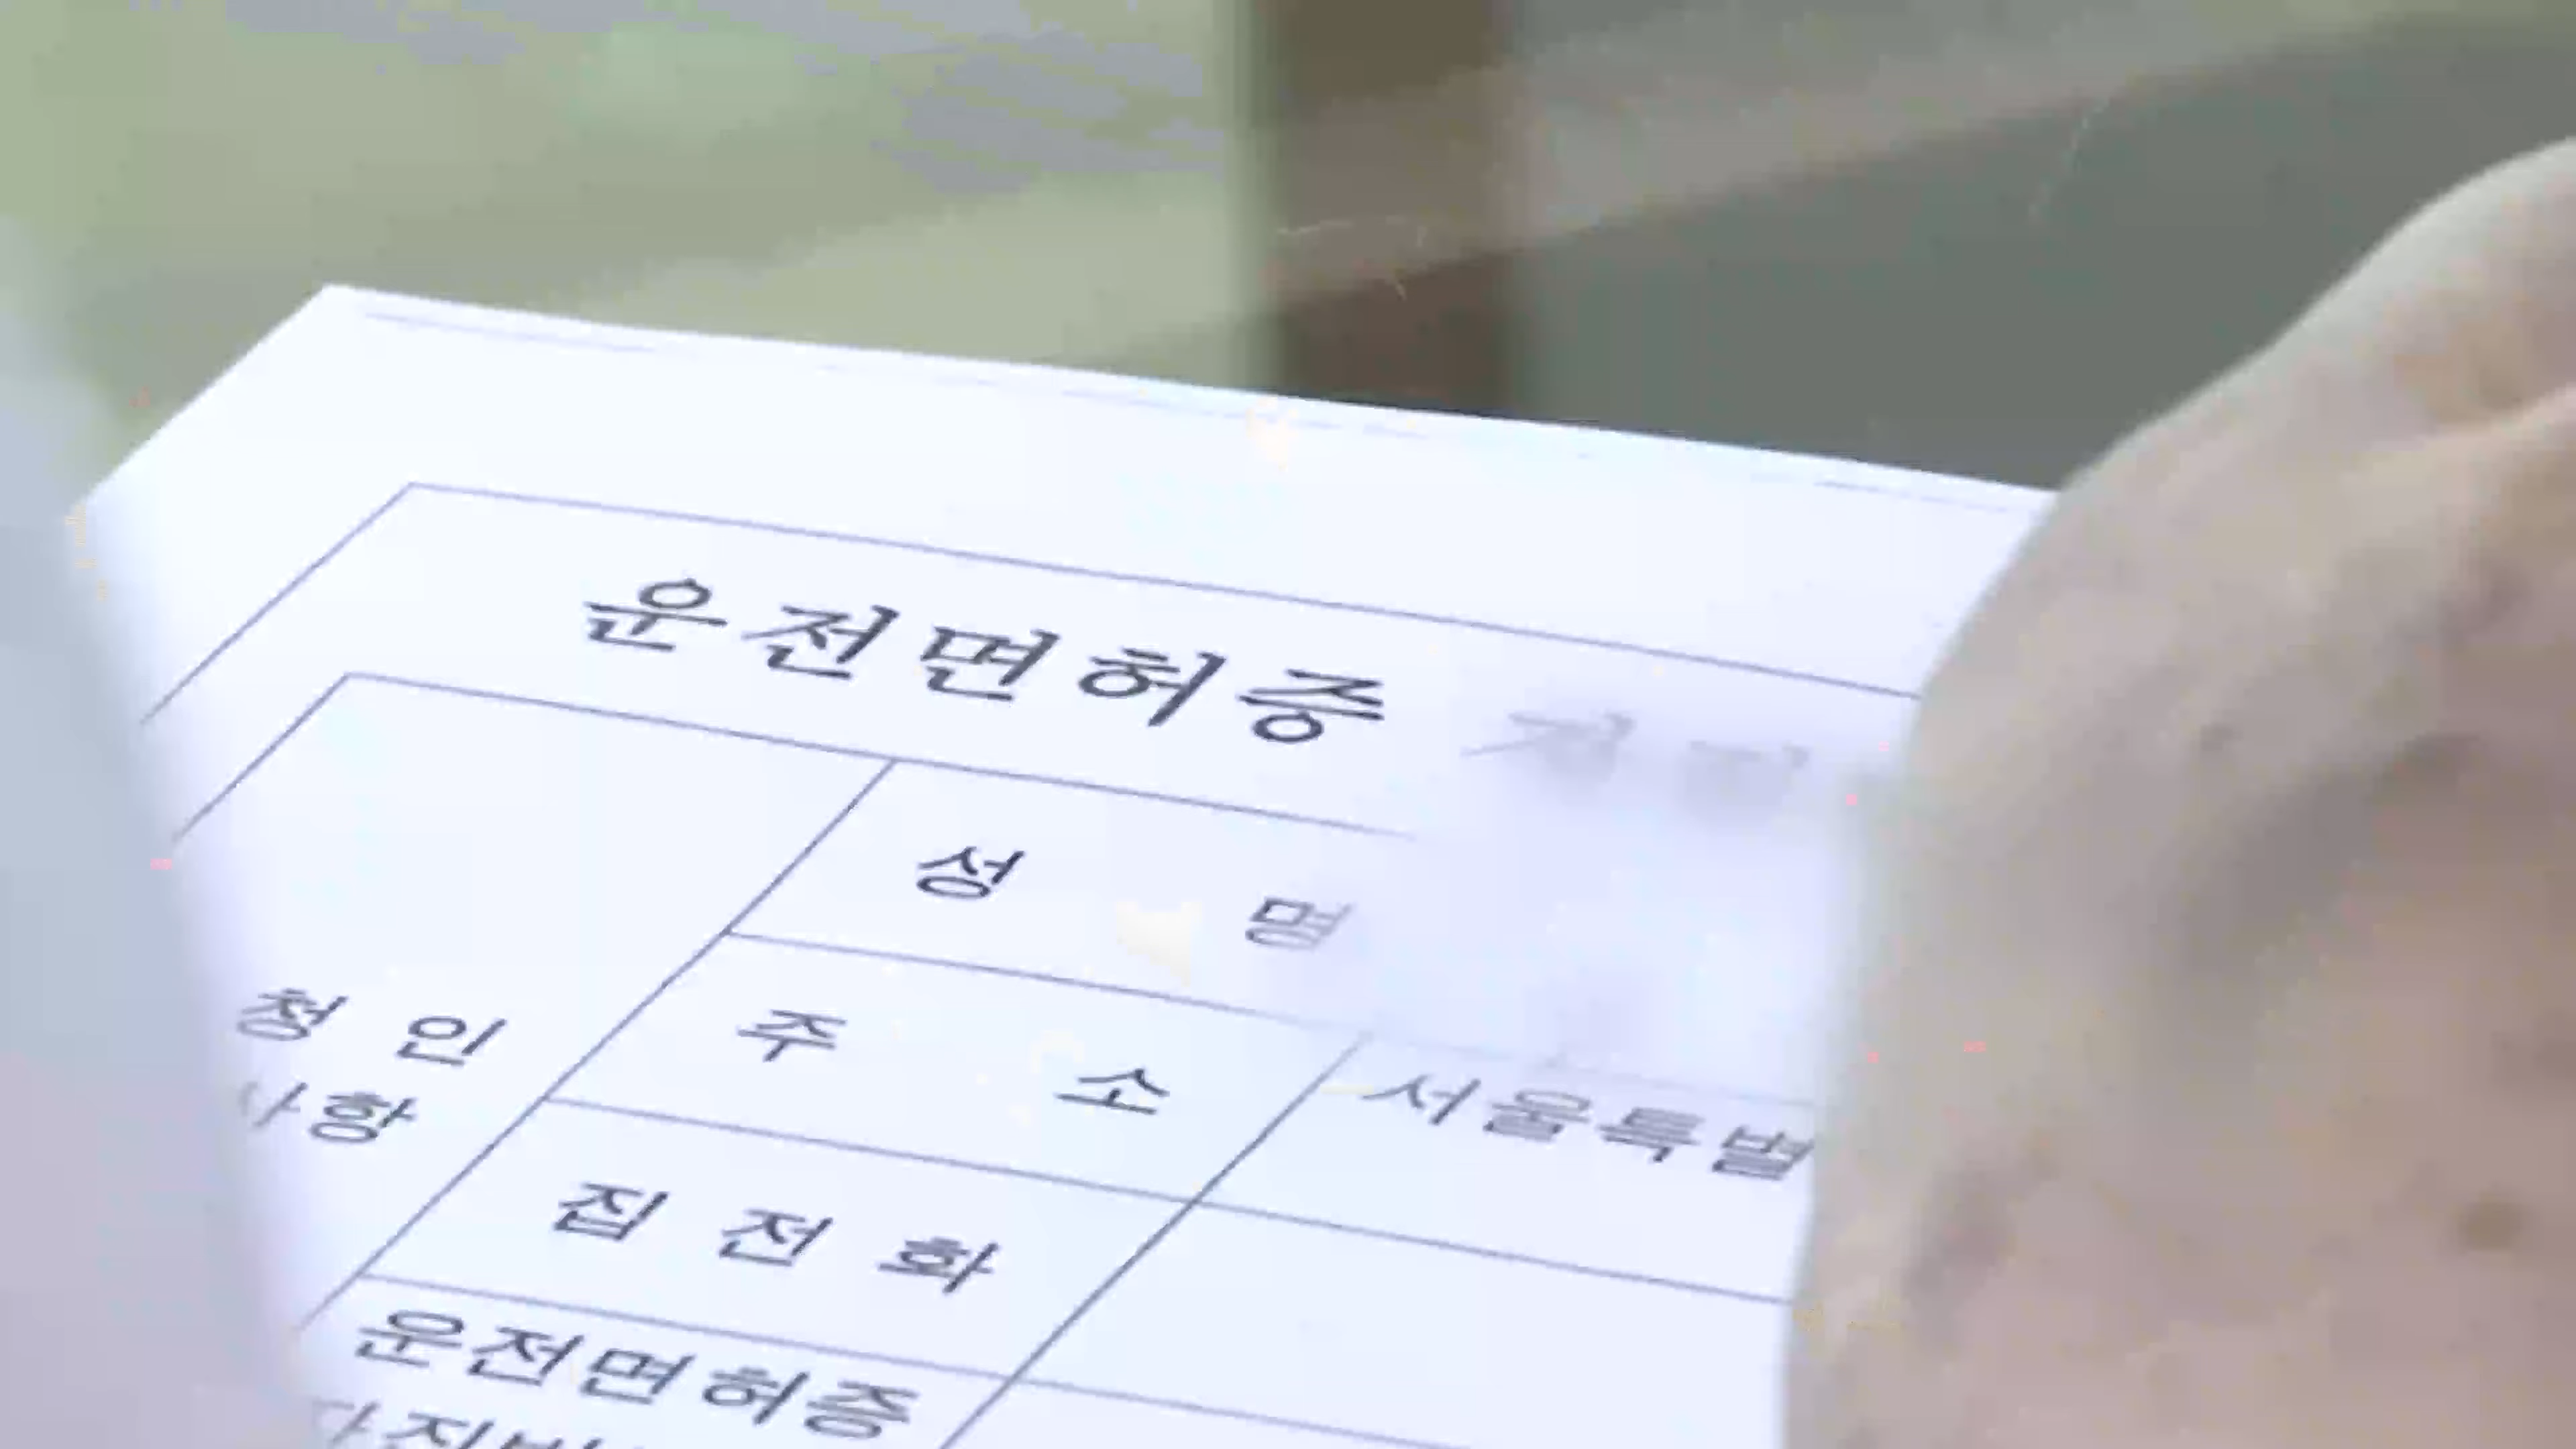 운전면허증
성 명
주 소 서울특별
청 인
사항
집 전 화
운전면허증